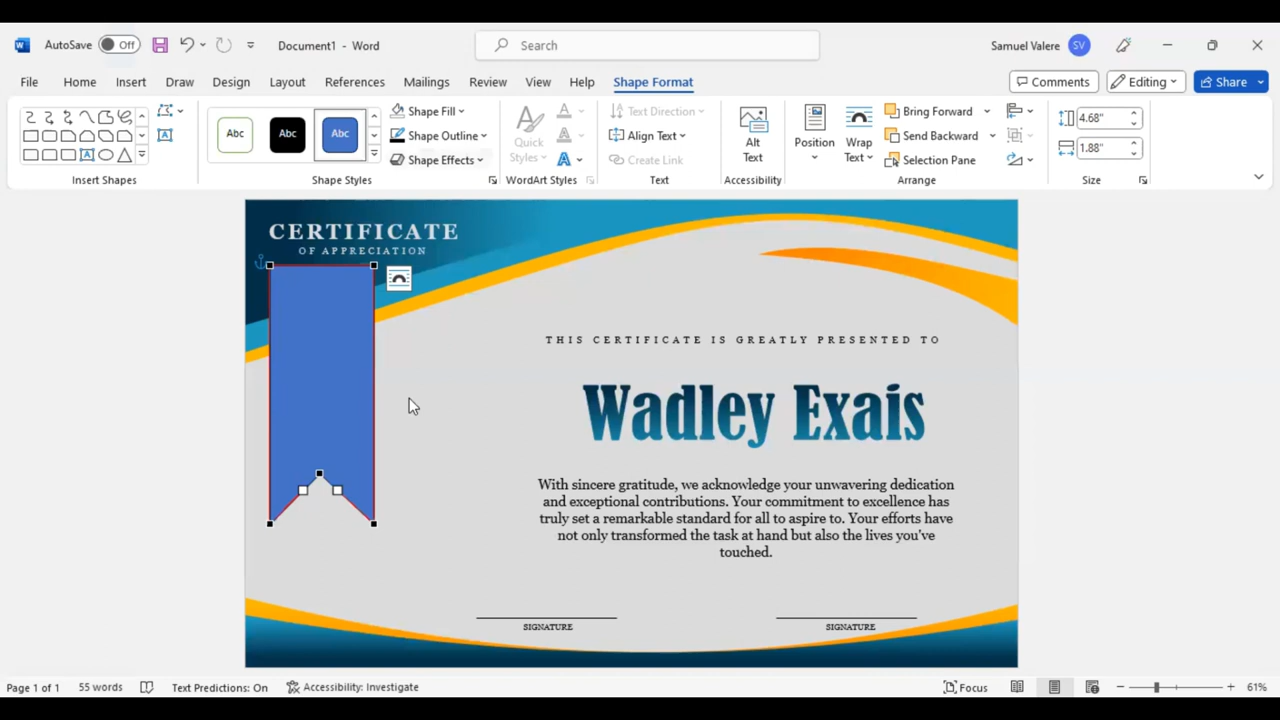 AutoSave Off Document1 - Word Search Samuel Valere SV
File Home Insert Draw Design Layout References Mailings Review View Help Shape Format Comments Editing Share
Abc Abc Abc
Shape Fill
Shape Outline
Shape Effects
Quick Styles
Text Direction
Align Text
Create Link
Alt Text
Position
Wrap Text
Bring Forward
Send Backward
Selection Pane
4.68"
1.88"
Insert Shapes Shape Styles WordArt Styles Text Accessibility Arrange Size
CERTIFICATE
OF APPRECIATION
THIS CERTIFICATE IS GREATLY PRESENTED TO
Wadley Exais
With sincere gratitude, we acknowledge your unwavering dedication
and exceptional contributions. Your commitment to excellence has
truly set a remarkable standard for all to aspire to. Your efforts have
not only transformed the task at hand but also the lives you've
touched.
SIGNATURE SIGNATURE
Page 1 of 1 55 words Text Predictions: On Accessibility: Investigate Focus 61%